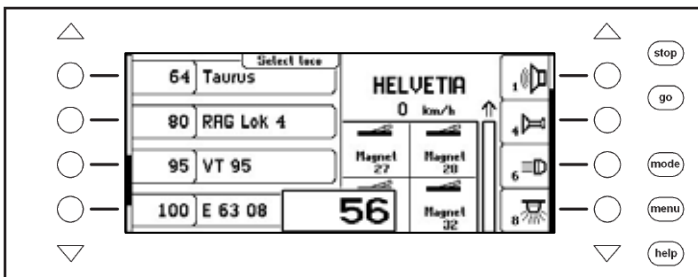 Select loco
64 Taurus
80 RAG Lok 4
95 VT 95
100 E 63 08
56
HELVETIA
0 km/h
Magnet
27
Magnet
28
Magnet
32
1
4
6
8
stop
go
mode
menu
help